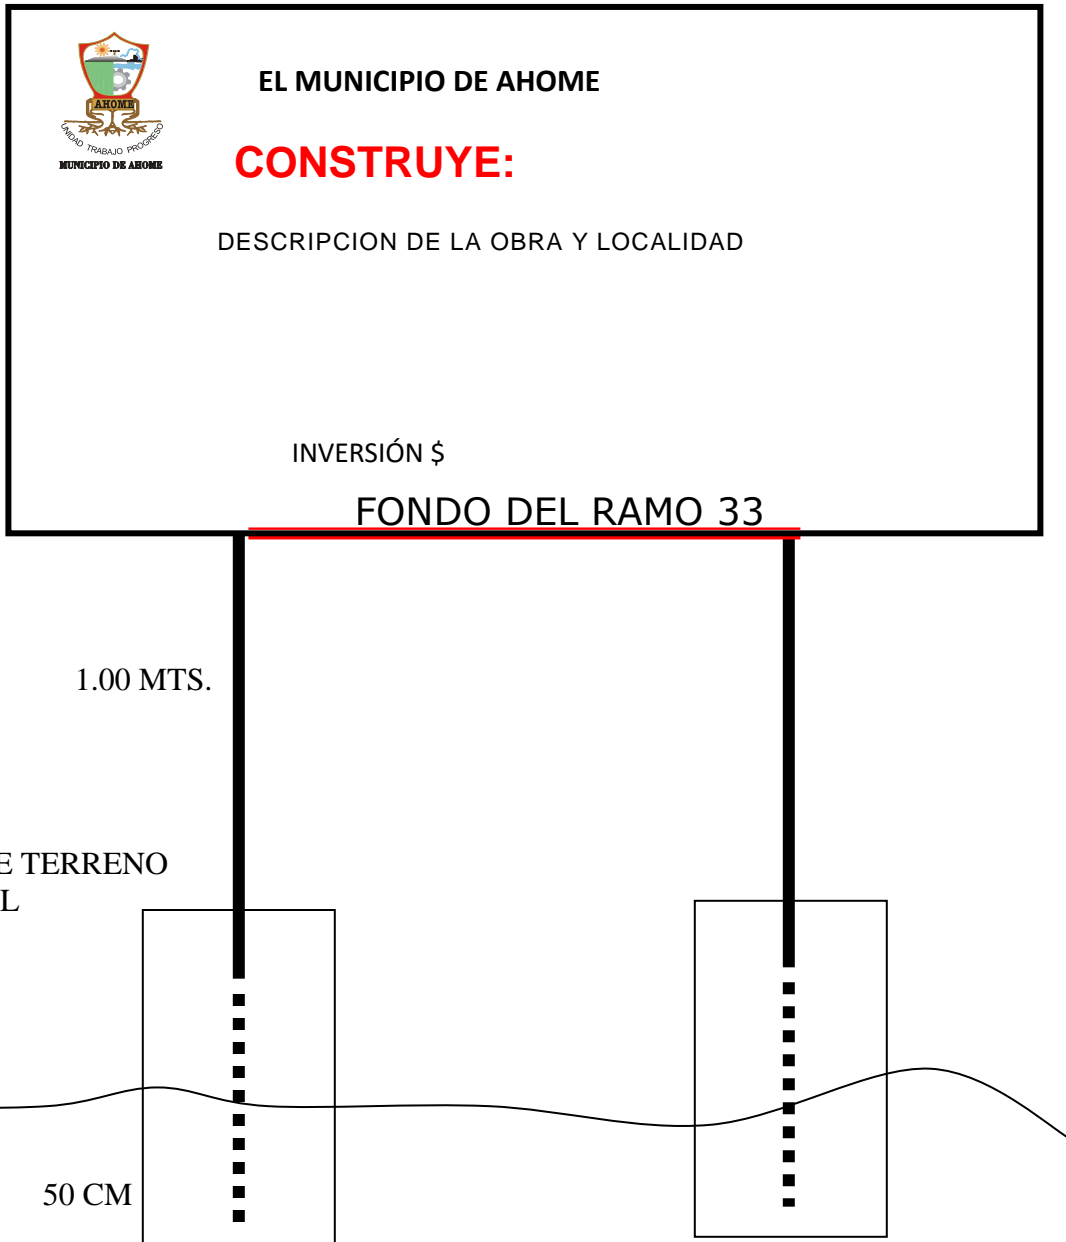 EL MUNICIPIO DE AHOME
AHOME
UNIDAD TRABAJO PROGRESO
MUNICIPIO DE AHOME
CONSTRUYE:
DESCRIPCION DE LA OBRA Y LOCALIDAD
INVERSIÓN $
FONDO DEL RAMO 33
1.00 MTS.
E TERRENO
L
50 CM